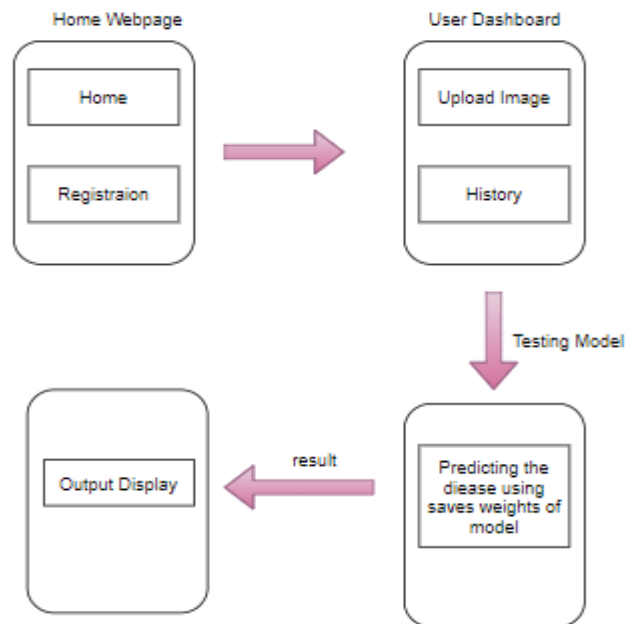 Home Webpage
User Dashboard
Home
Upload Image
Registraion
History
Testing Model
result
Output Display
Predicting the
diease using
saves weights of
model